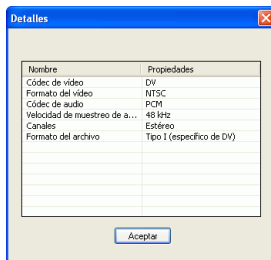 Detalles
Nombre Propiedades
Códec de vídeo DV
Formato del vídeo NTSC
Códec de audio PCM
Velocidad de muestreo de a... 48 kHz
Canales Estéreo
Formato del archivo Tipo I (específico de DV)
Aceptar